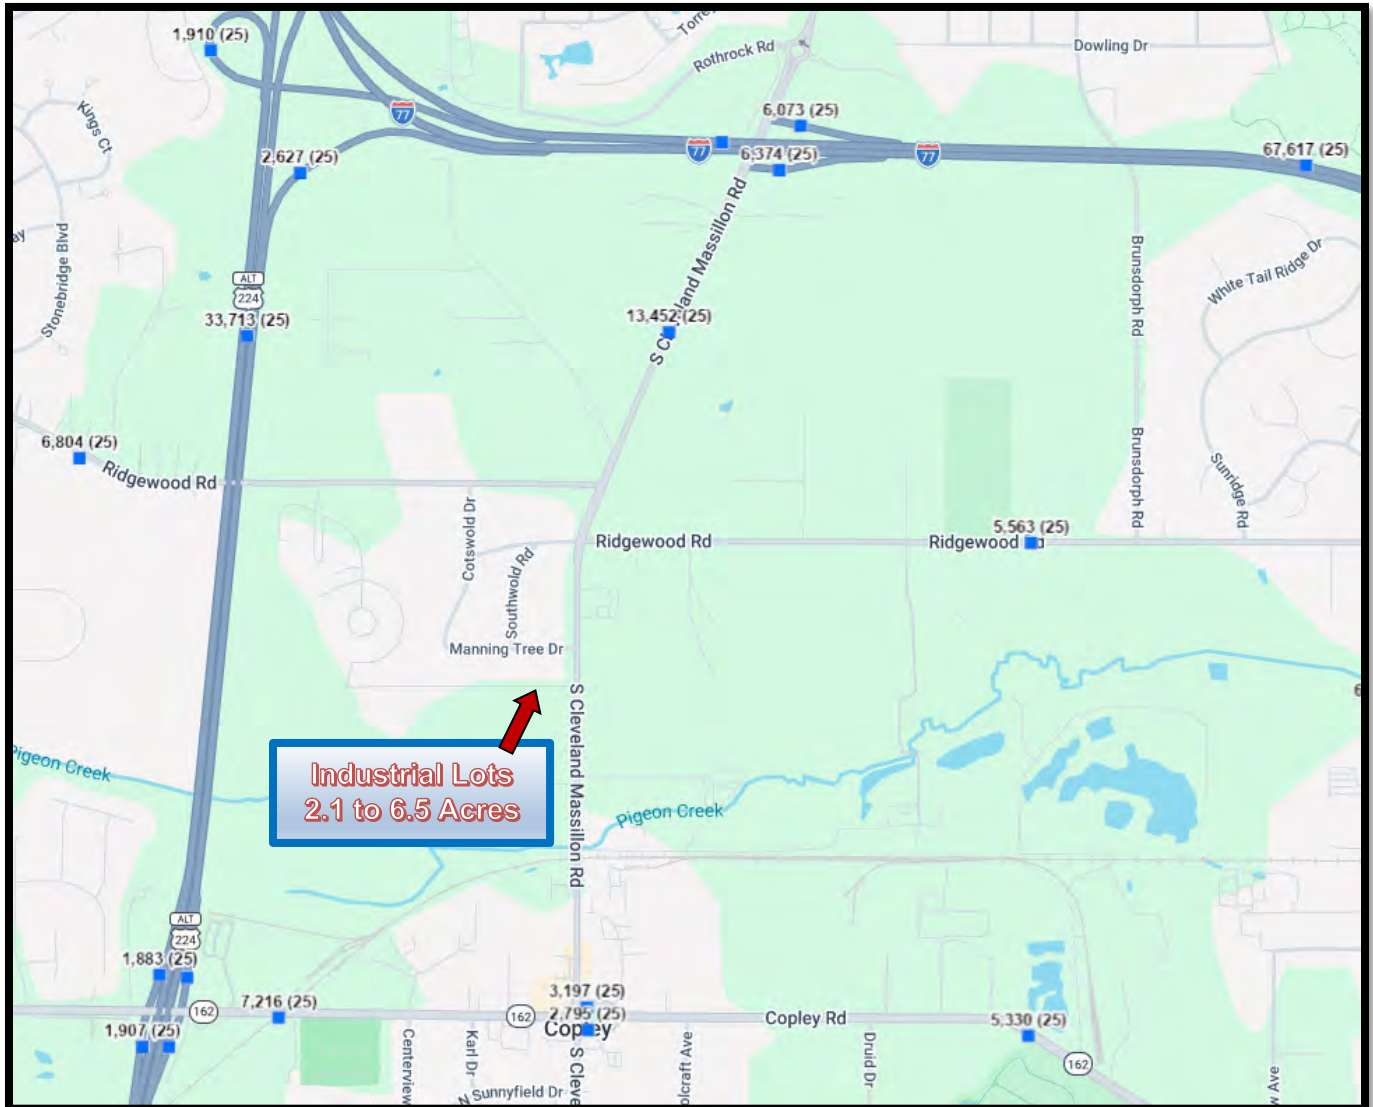 1,910 (25)
Torrey
Rothrock Rd
Dowling Dr
Kings Ct
77
6,073 (25)
2,627 (25)
77
6,374 (25)
77
67,617 (25)
S Cleveland Massillon Rd
Stonebridge Blvd
Brunsdorph Rd
White Tail Ridge Dr
ALT
224
33,713 (25)
13,452 (25)
6,804 (25)
Ridgewood Rd
Brunsdorph Rd
Sunridge Rd
Cotswold Dr
Southwold Rd
Ridgewood Rd
5,563 (25)
Ridgewood Rd
Manning Tree Dr
S Cleveland Massillon Rd
Pigeon Creek
Industrial Lots
2.1 to 6.5 Acres
Pigeon Creek
ALT
224
1,883 (25)
162
7,216 (25)
3,197 (25)
162
2,795 (25)
Copley
Copley Rd
5,330 (25)
1,907 (25)
Centerview
Karl Dr
S Cleve
olcraft Ave
Druid Dr
162
N Sunnyfield Dr
w Ave